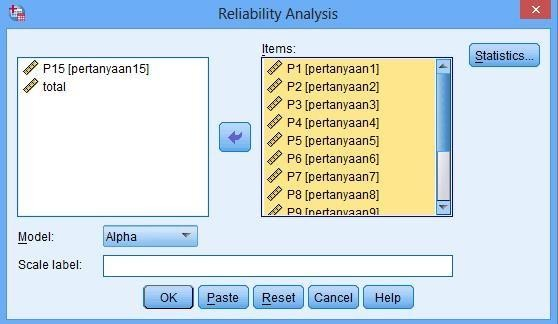 Reliability Analysis
Items:
P15 [pertanyaan15]
total
P1 [pertanyaan1]
P2 [pertanyaan2]
P3 [pertanyaan3]
P4 [pertanyaan4]
P5 [pertanyaan5]
P6 [pertanyaan6]
P7 [pertanyaan7]
P8 [pertanyaan8]
P9 [pertanyaan9]
Statistics...
Model: Alpha
Scale label:
OK Paste Reset Cancel Help